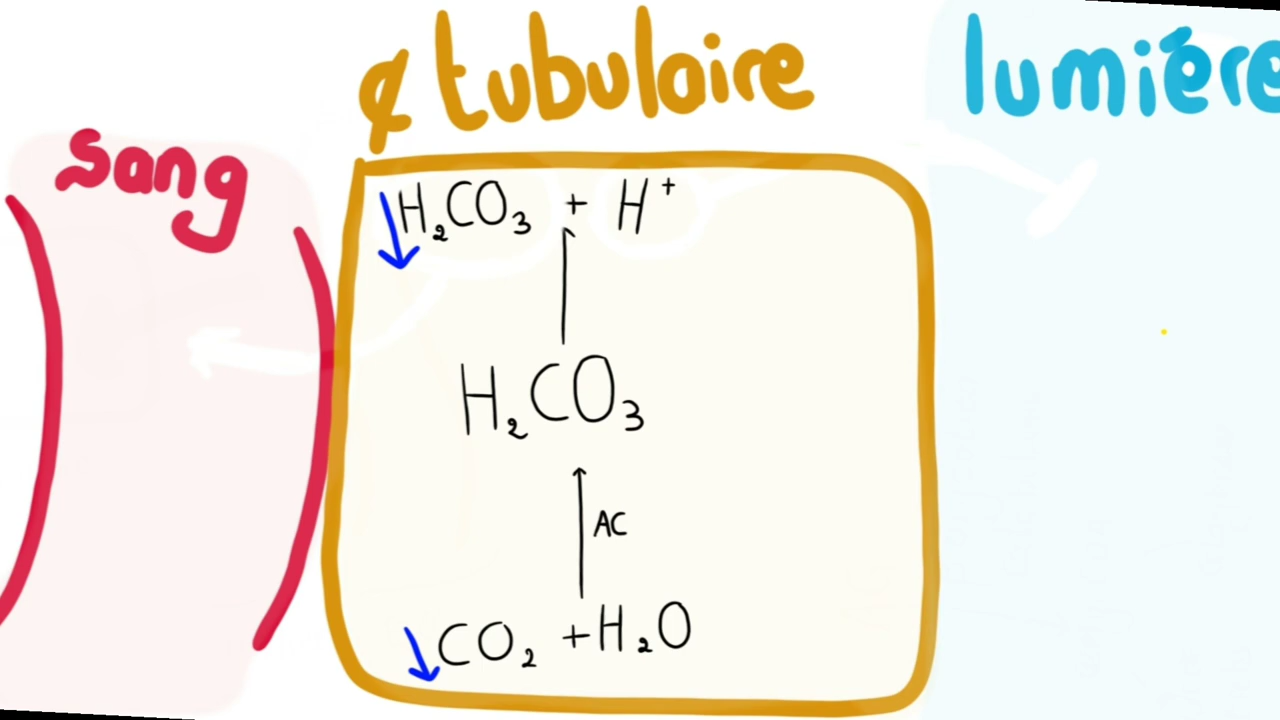 ¢ tubulaire
lumière
sang
↓H₂CO₃ + H⁺
H₂CO₃
AC
↓CO₂ + H₂O